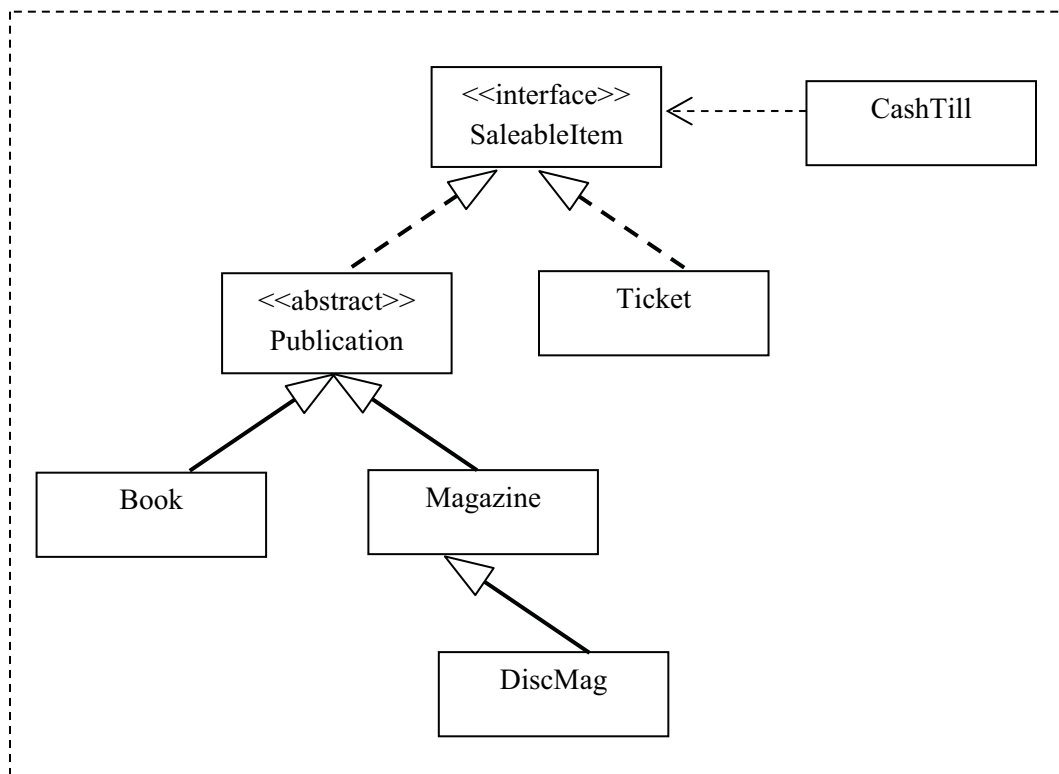 <<interface>>
SaleableItem
CashTill
<<abstract>>
Publication
Ticket
Book
Magazine
DiscMag